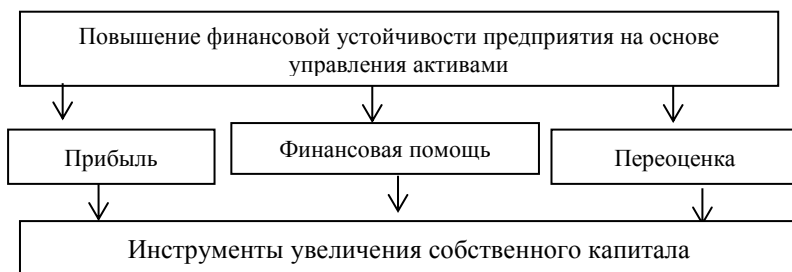 Повышение финансовой устойчивости предприятия на основе
управления активами
Прибыль
Финансовая помощь
Переоценка
Инструменты увеличения собственного капитала